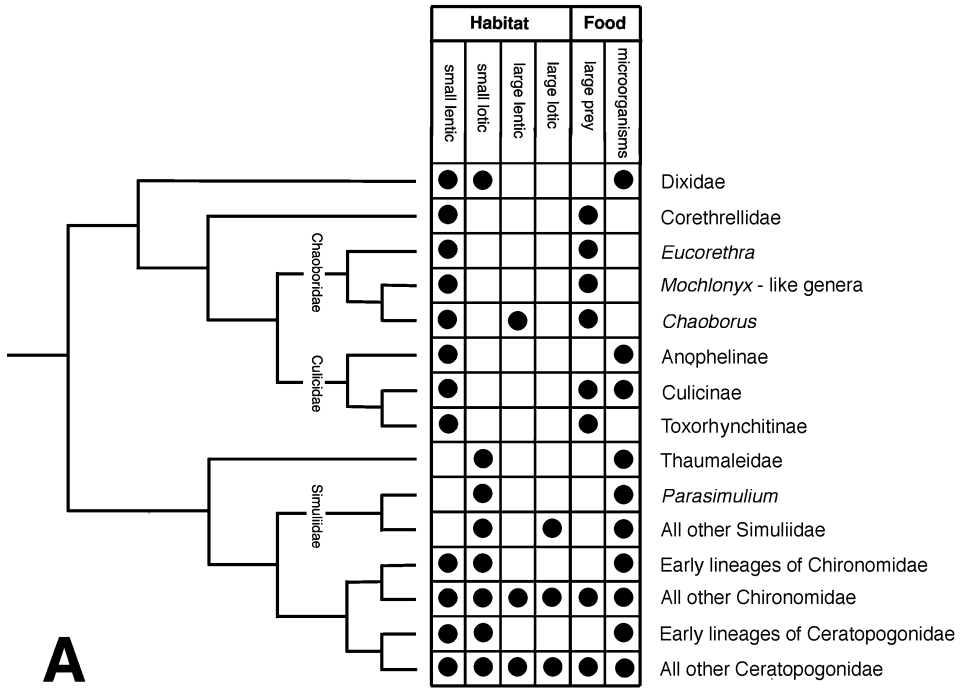 Habitat Food
small lentic
small lotic
large lentic
large lotic
large prey
microorganisms
Dixidae
Corethrellidae
Eucorethra
Mochlonyx - like genera
Chaoborus
Anophelinae
Culicinae
Toxorhynchitinae
Thaumaleidae
Parasimulium
All other Simuliidae
Early lineages of Chironomidae
All other Chironomidae
Early lineages of Ceratopogonidae
All other Ceratopogonidae
Chaoboridae
Culicidae
Simuliidae
A